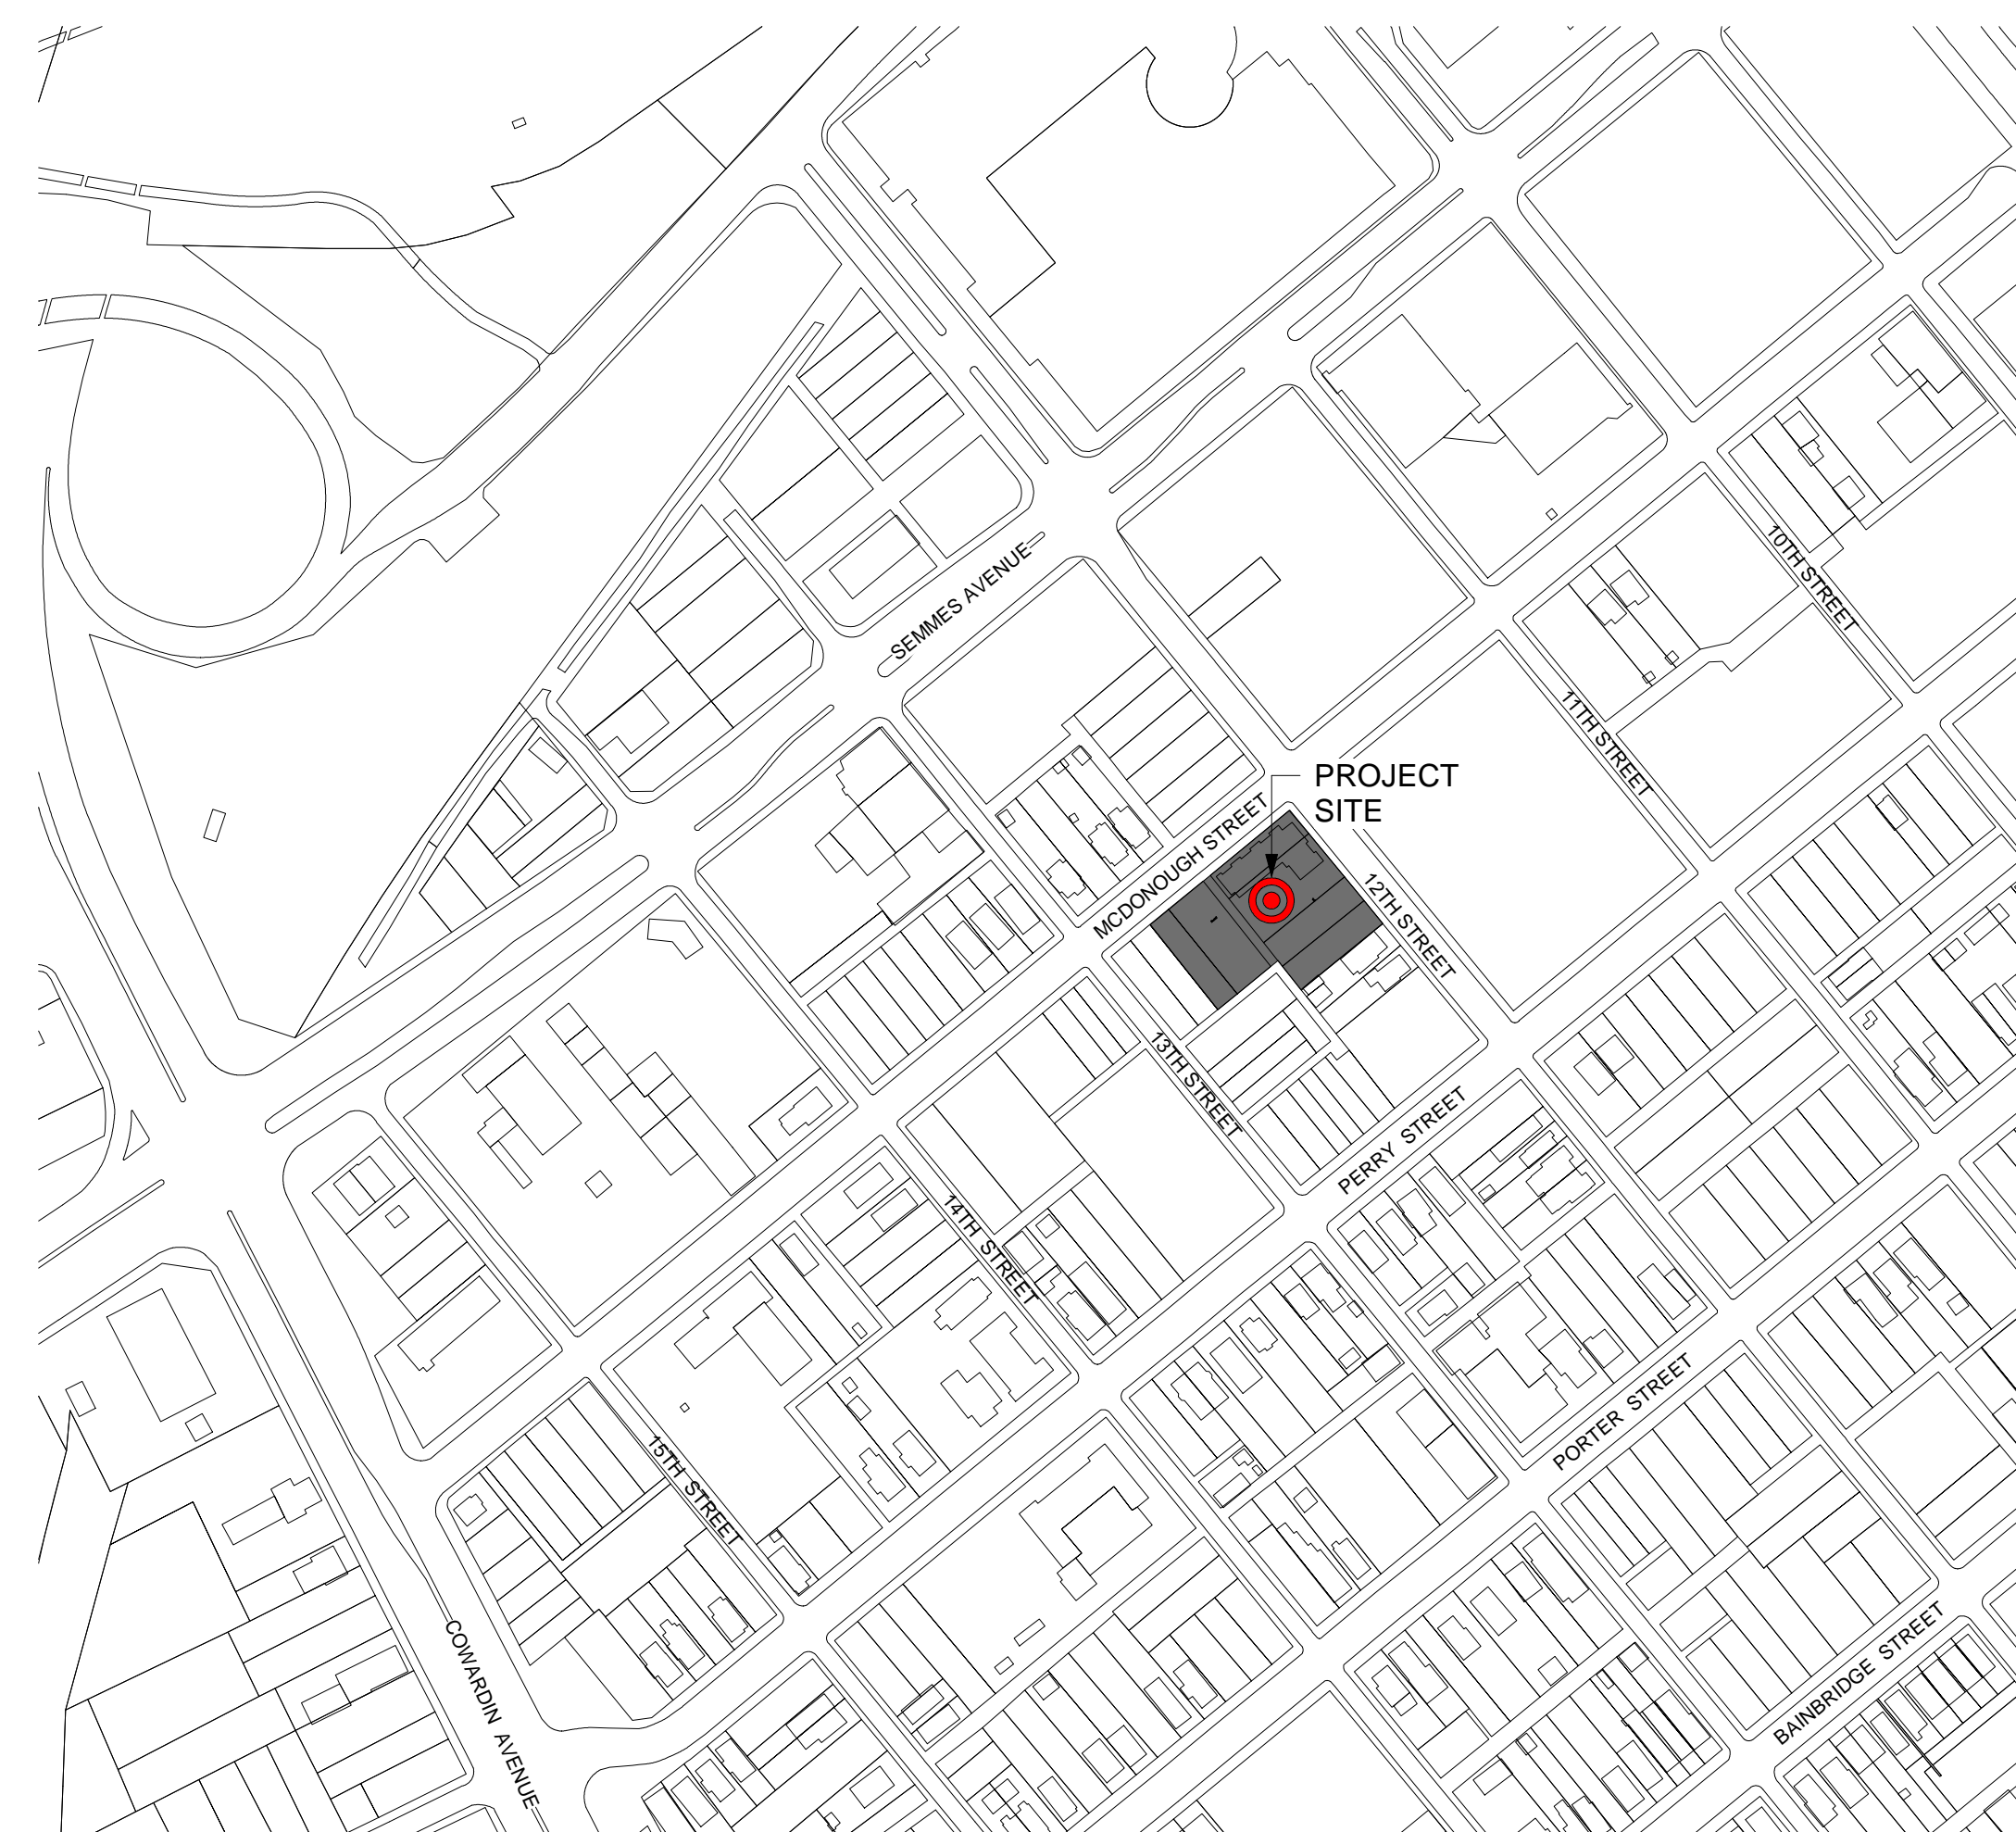 10TH STREET
SEMMES AVENUE
11TH STREET
PROJECT
SITE
MCDONOUGH STREET
12TH STREET
13TH STREET
PERRY STREET
14TH STREET
PORTER STREET
15TH STREET
BAINBRIDGE STREET
COWARDIN AVENUE